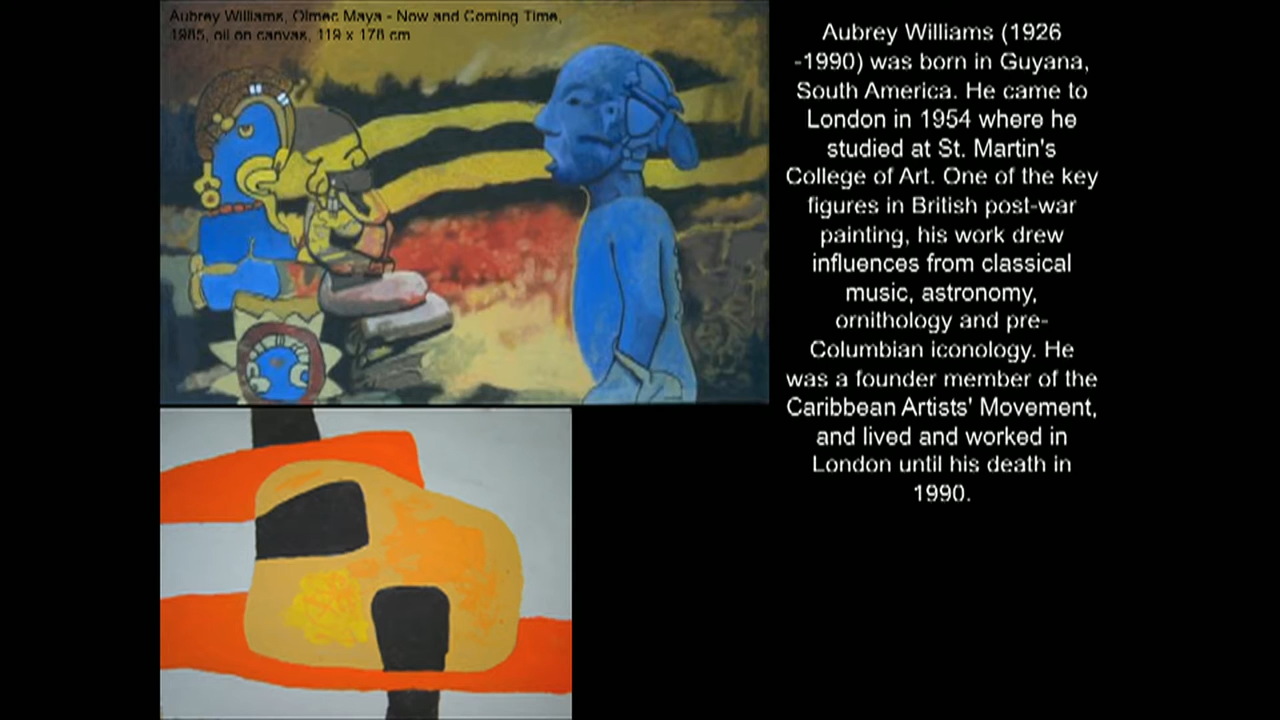 Aubrey Williams, Olmec Maya - Now and Coming Time,
1985, oil on canvas, 119 x 178 cm
Aubrey Williams (1926
-1990) was born in Guyana,
South America. He came to
London in 1954 where he
studied at St. Martin's
College of Art. One of the key
figures in British post-war
painting, his work drew
influences from classical
music, astronomy,
ornithology and pre-
Columbian iconology. He
was a founder member of the
Caribbean Artists' Movement,
and lived and worked in
London until his death in
1990.